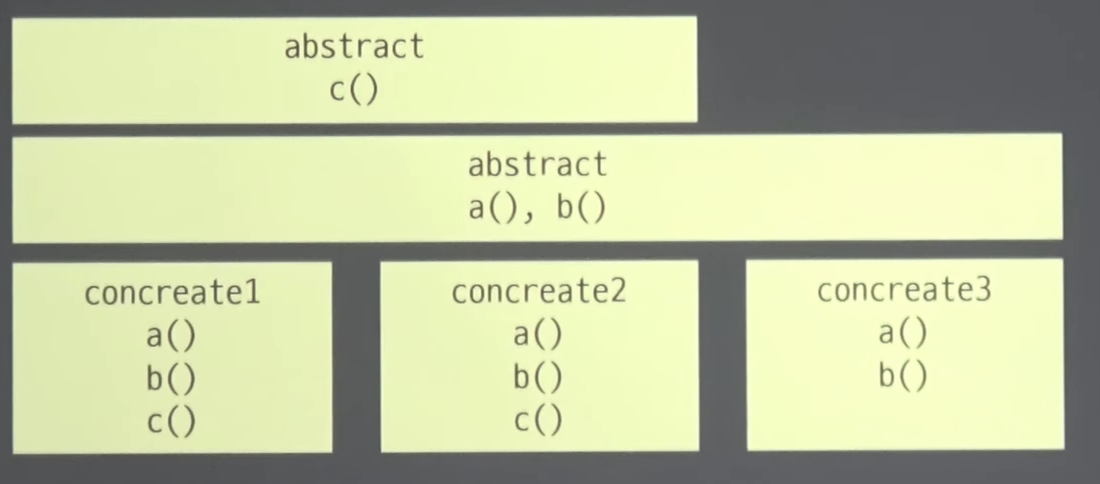 abstract
c()
abstract
a(), b()
concreate1
a()
b()
c()
concreate2
a()
b()
c()
concreate3
a()
b()